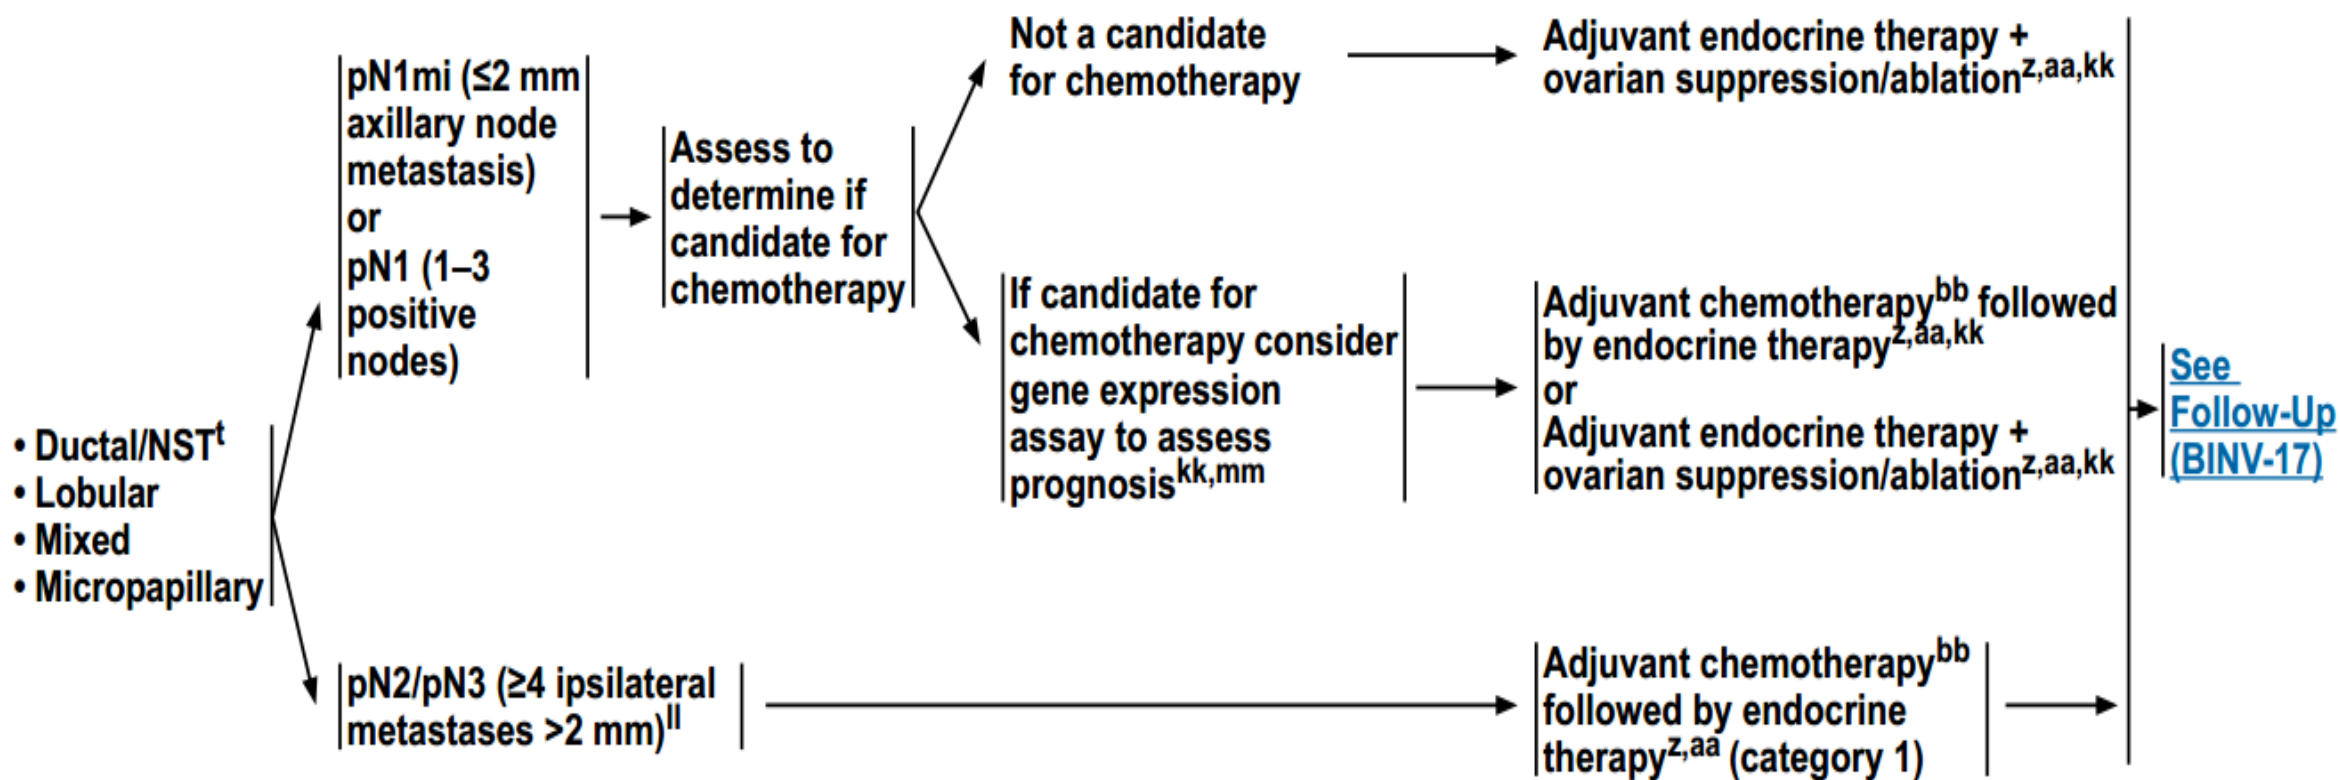 • Ductal/NSTt
• Lobular
• Mixed
• Micropapillary
pN1mi (≤2 mm
axillary node
metastasis)
or
pN1 (1–3
positive
nodes)
Assess to
determine if
candidate for
chemotherapy
Not a candidate
for chemotherapy
Adjuvant endocrine therapy +
ovarian suppression/ablationz,aa,kk
If candidate for
chemotherapy consider
gene expression
assay to assess
prognosiskk,mm
Adjuvant chemotherapybb followed
by endocrine therapyz,aa,kk
or
Adjuvant endocrine therapy +
ovarian suppression/ablationz,aa,kk
pN2/pN3 (≥4 ipsilateral
metastases >2 mm)ll
Adjuvant chemotherapybb
followed by endocrine
therapyz,aa (category 1)
See
Follow-Up
(BINV-17)